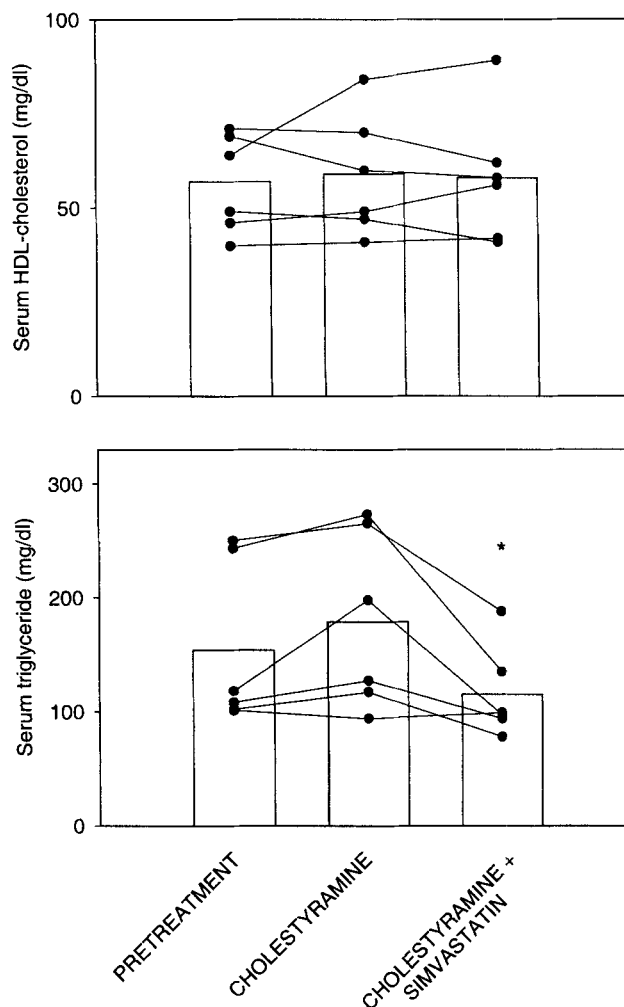 100
50
0
Serum HDL-cholesterol (mg/dl)
300
200
100
0
Serum triglyceride (mg/dl)
*
PRETREATMENT
CHOLESTYRAMINE
CHOLESTYRAMINE +
SIMVASTATIN